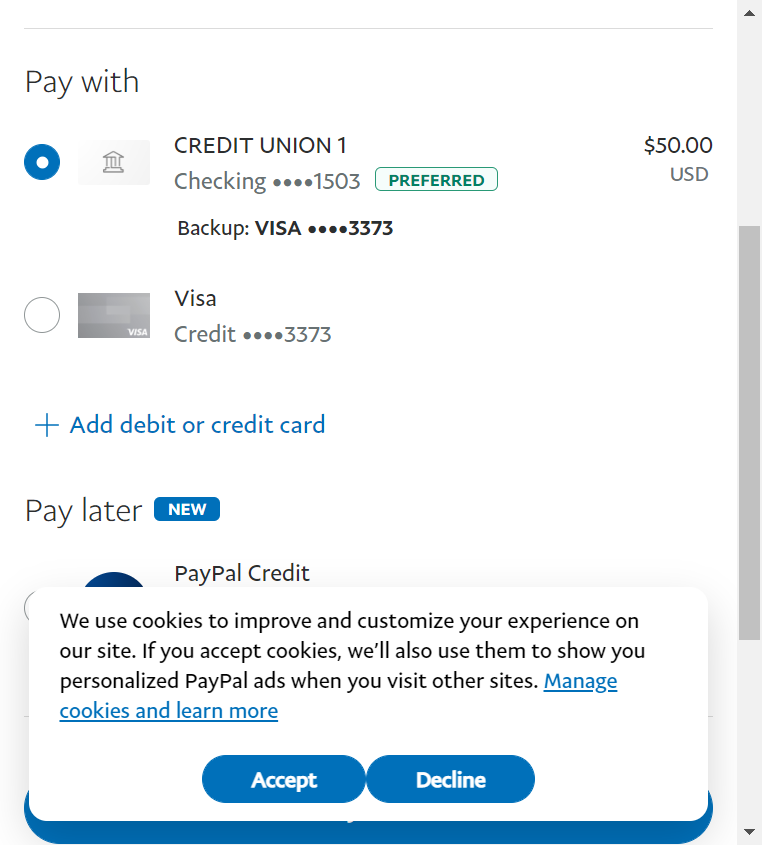 Pay with
CREDIT UNION 1
$50.00
Checking ••••1503
PREFERRED
USD
Backup: VISA ••••3373
Visa
VISA
Credit ••••3373
+ Add debit or credit card
Pay later
NEW
PayPal Credit
We use cookies to improve and customize your experience on
our site. If you accept cookies, we’ll also use them to show you
personalized PayPal ads when you visit other sites. Manage
cookies and learn more
Accept
Decline